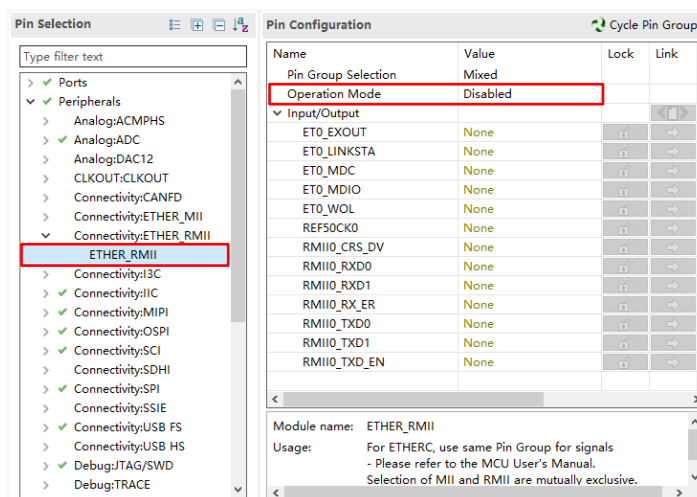 Pin Selection
Type filter text
Ports
Peripherals
Analog:ACMPHS
Analog:ADC
Analog:DAC12
CLKOUT:CLKOUT
Connectivity:CANFD
Connectivity:ETHER_MII
Connectivity:ETHER_RMII
ETHER_RMII
Connectivity:I3C
Connectivity:IIC
Connectivity:MIPI
Connectivity:OSPI
Connectivity:SCI
Connectivity:SDHI
Connectivity:SPI
Connectivity:SSIE
Connectivity:USB FS
Connectivity:USB HS
Debug:JTAG/SWD
Debug:TRACE
Pin Configuration
Cycle Pin Group
Name Value Lock Link
Pin Group Selection Mixed
Operation Mode Disabled
Input/Output
ET0_EXOUT None
ET0_LINKSTA None
ET0_MDC None
ET0_MDIO None
ET0_WOL None
REF50CK0 None
RMII0_CRS_DV None
RMII0_RXD0 None
RMII0_RXD1 None
RMII0_RX_ER None
RMII0_TXD0 None
RMII0_TXD1 None
RMII0_TXD_EN None
Module name: ETHER_RMII
Usage: For ETHERC, use same Pin Group for signals
- Please refer to the MCU User's Manual.
Selection of MII and RMII are mutually exclusive.